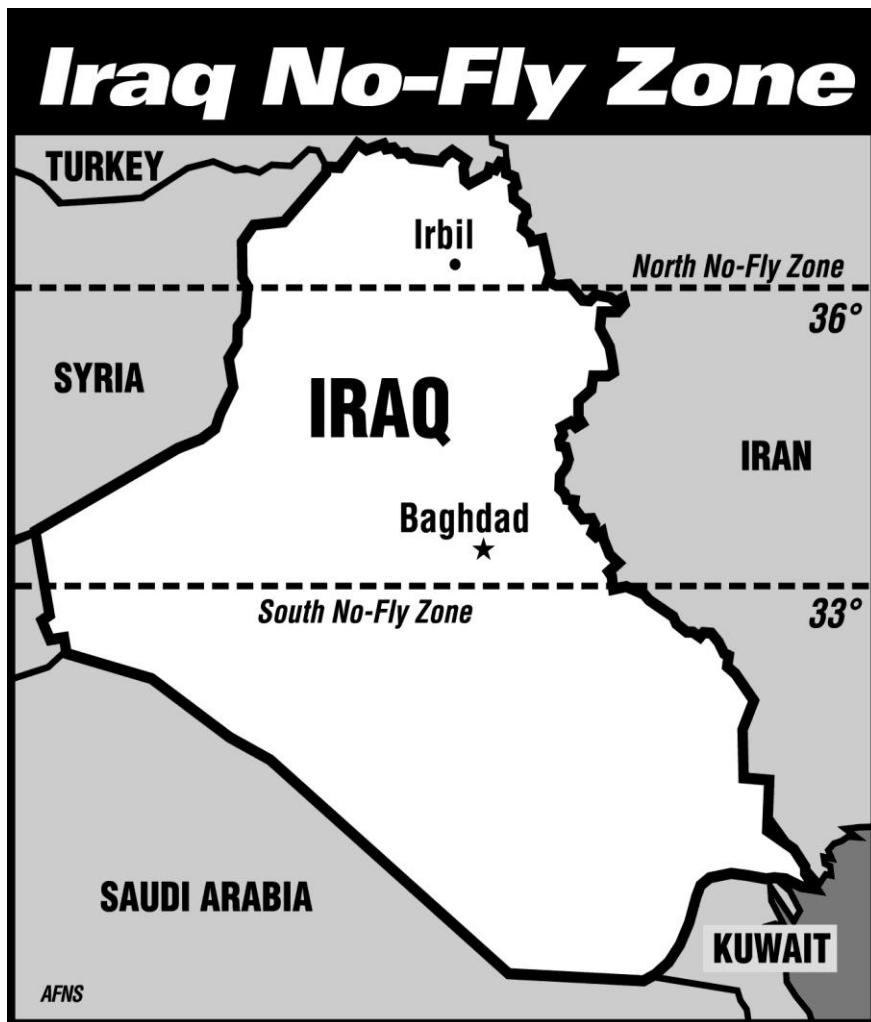 Iraq No-Fly Zone
TURKEY
Irbil
North No-Fly Zone
36°
SYRIA
IRAQ
IRAN
Baghdad
South No-Fly Zone
33°
SAUDI ARABIA
KUWAIT
AFNS